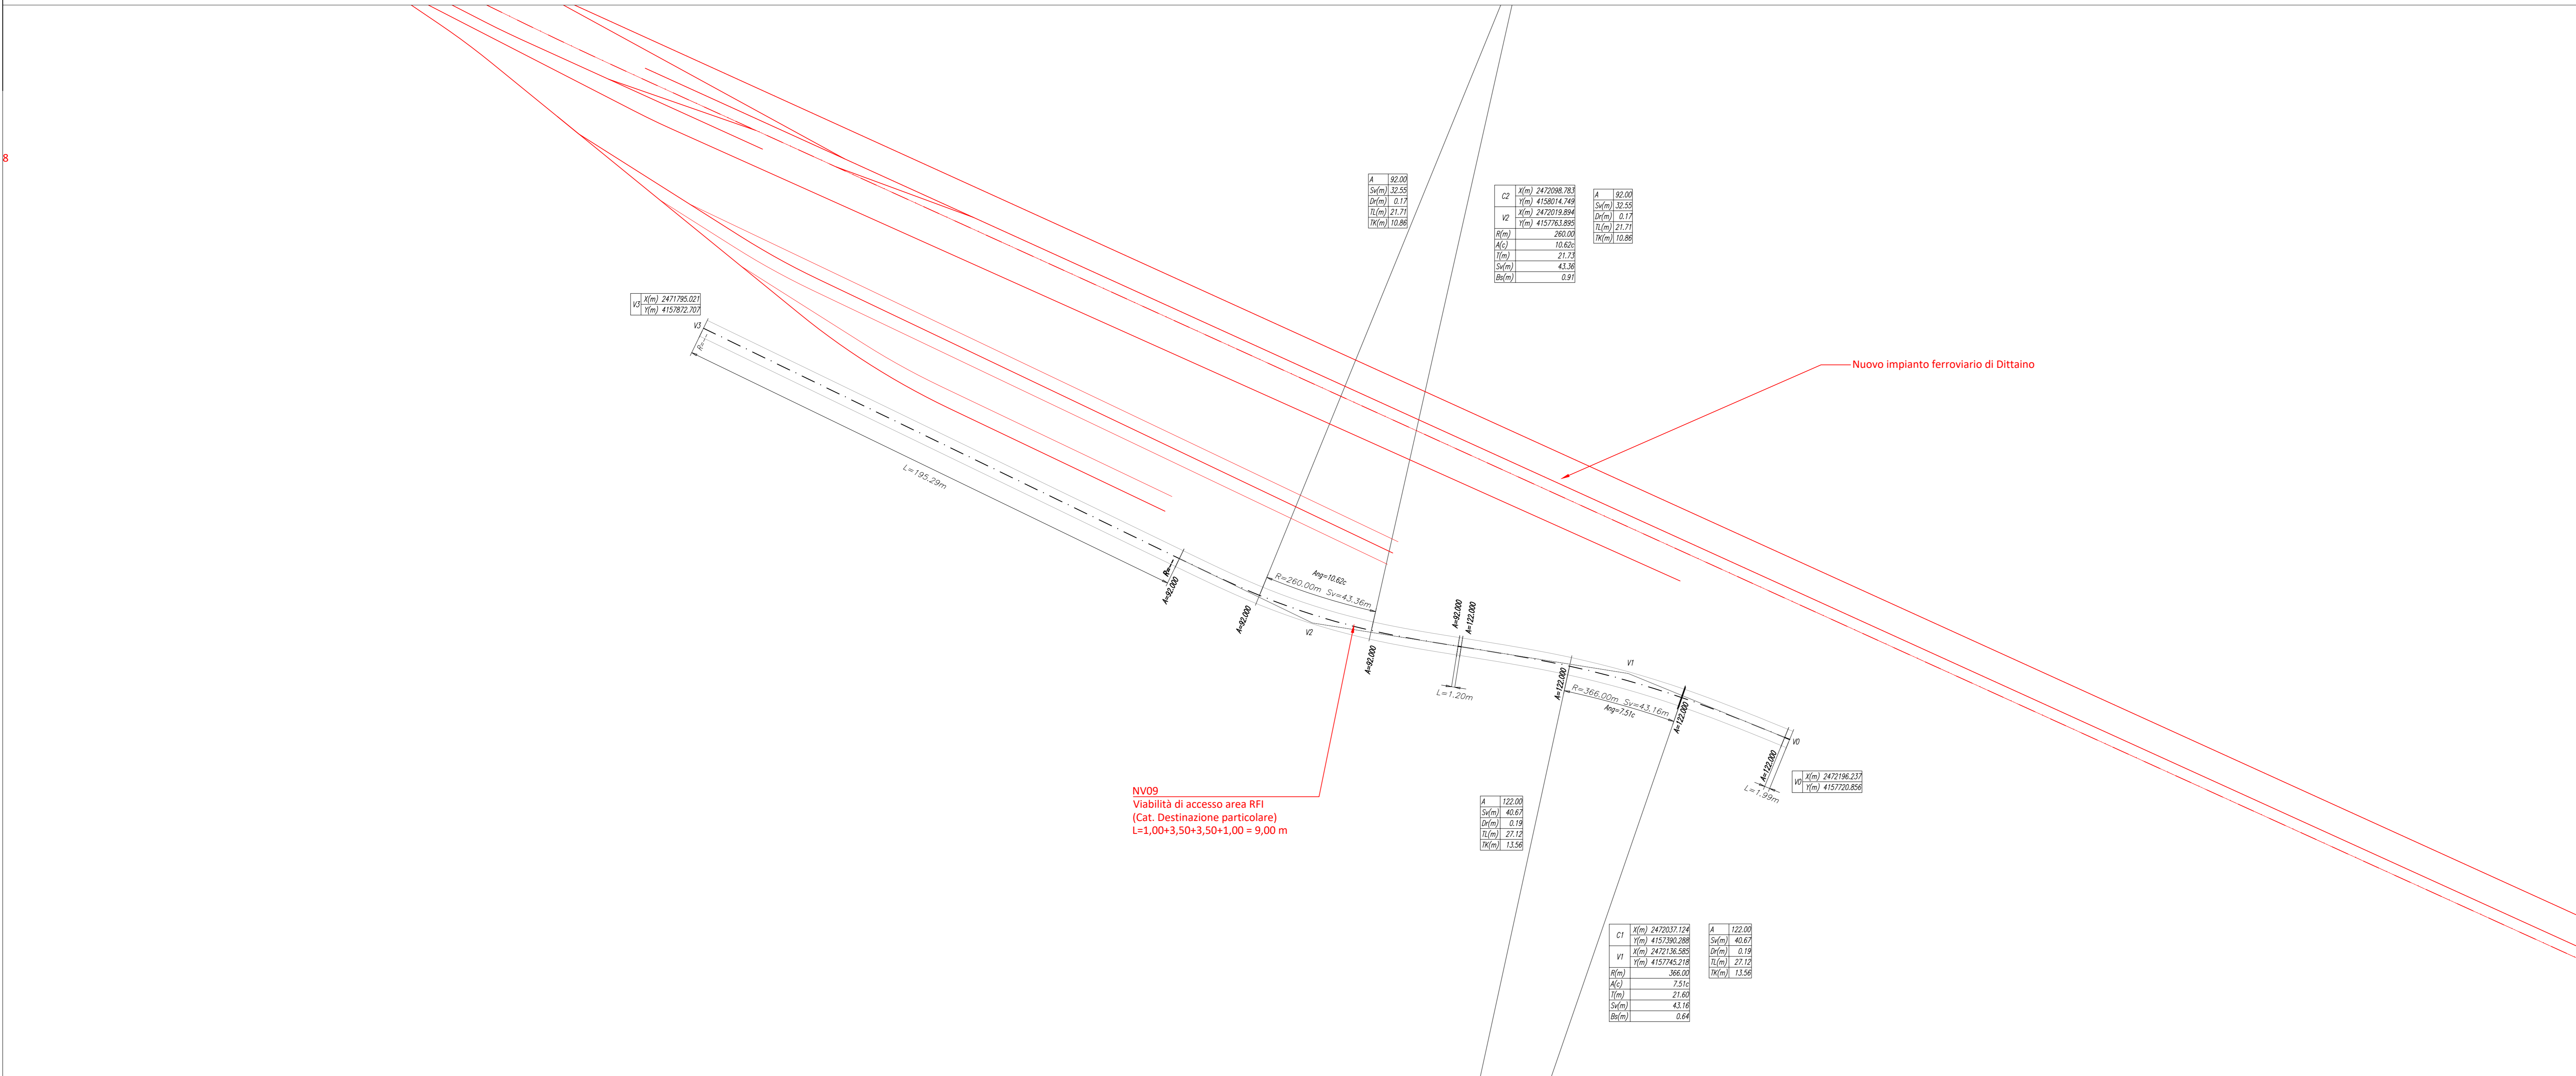 8
A 92.00
Sv(m) 32.55
Dr(m) 0.17
TL(m) 21.71
TK(m) 10.86
C2 X(m) 2472098.783
Y(m) 4158014.749
V2 X(m) 2472019.894
Y(m) 4157763.895
R(m) 260.00
A(c) 10.62c
T(m) 21.73
Sv(m) 43.36
Bs(m) 0.91
A 92.00
Sv(m) 32.55
Dr(m) 0.17
TL(m) 21.71
TK(m) 10.86
V3 X(m) 2471795.021
Y(m) 4157872.707
V3
R=---
Nuovo impianto ferroviario di Dittaino
L=195.29m
R=---
A=92.000
Ang=10.62c
R=260.00m Sv=43.36m
A=92.000
V2
A=92.000
A=92.000
A=122.000
L=1.20m
V1
A=122.000
R=366.00m Sv=43.16m
Ang=7.51c
A=122.000
V0
A=122.000
L=1.99m
V0 X(m) 2472196.237
Y(m) 4157720.856
NV09
Viabilità di accesso area RFI
(Cat. Destinazione particolare)
L=1,00+3,50+3,50+1,00 = 9,00 m
A 122.00
Sv(m) 40.67
Dr(m) 0.19
TL(m) 27.12
TK(m) 13.56
C1 X(m) 2472037.124
Y(m) 4157390.288
V1 X(m) 2472136.585
Y(m) 4157745.218
R(m) 366.00
A(c) 7.51c
T(m) 21.60
Sv(m) 43.16
Bs(m) 0.64
A 122.00
Sv(m) 40.67
Dr(m) 0.19
TL(m) 27.12
TK(m) 13.56